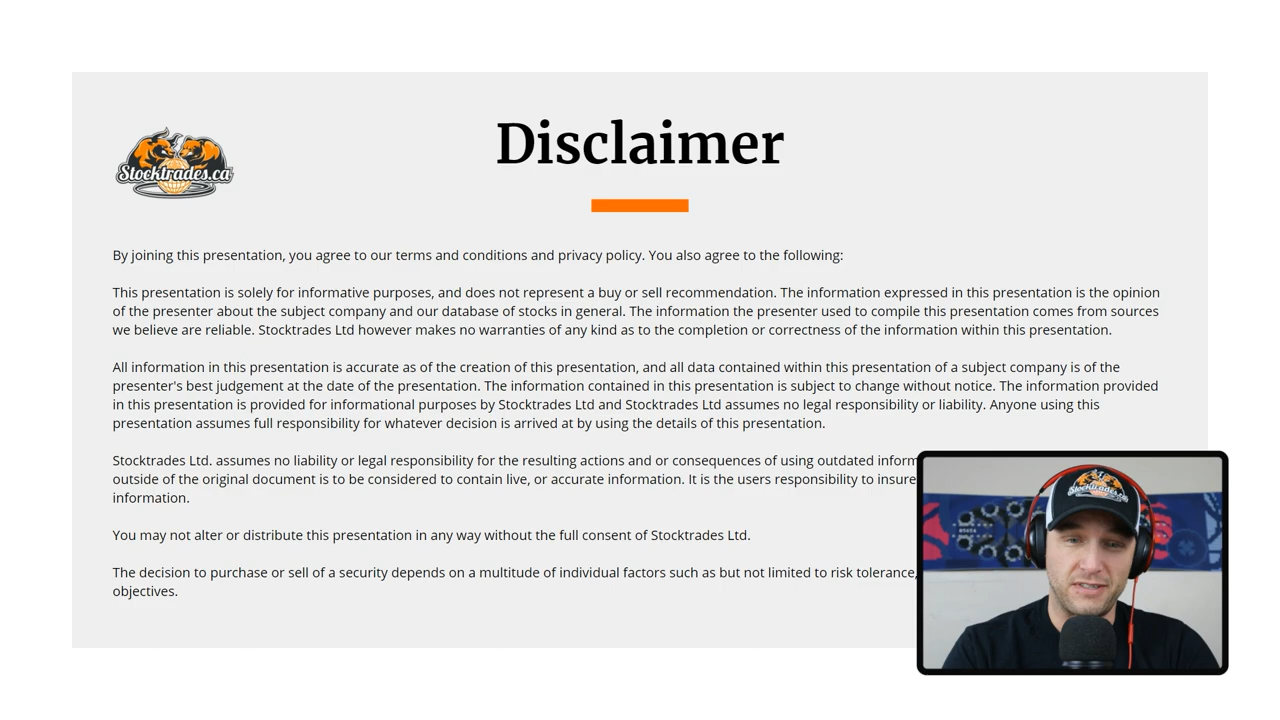 Disclaimer
Stocktrades.ca
By joining this presentation, you agree to our terms and conditions and privacy policy. You also agree to the following:
This presentation is solely for informative purposes, and does not represent a buy or sell recommendation. The information expressed in this presentation is the opinion
of the presenter about the subject company and our database of stocks in general. The information the presenter used to compile this presentation comes from sources
we believe are reliable. Stocktrades Ltd however makes no warranties of any kind as to the completion or correctness of the information within this presentation.
All information in this presentation is accurate as of the creation of this presentation, and all data contained within this presentation of a subject company is of the
presenter's best judgement at the date of the presentation. The information contained in this presentation is subject to change without notice. The information provided
in this presentation is provided for informational purposes by Stocktrades Ltd and Stocktrades Ltd assumes no legal responsibility or liability. Anyone using this
presentation assumes full responsibility for whatever decision is arrived at by using the details of this presentation.
Stocktrades Ltd. assumes no liability or legal responsibility for the resulting actions and or consequences of using outdated
outside of the original document is to be considered to contain live, or accurate information. It is the users responsibility to insure
information.
You may not alter or distribute this presentation in any way without the full consent of Stocktrades Ltd.
The decision to purchase or sell of a security depends on a multitude of individual factors such as but not limited to risk tolerance,
objectives.
Stocktrades.ca